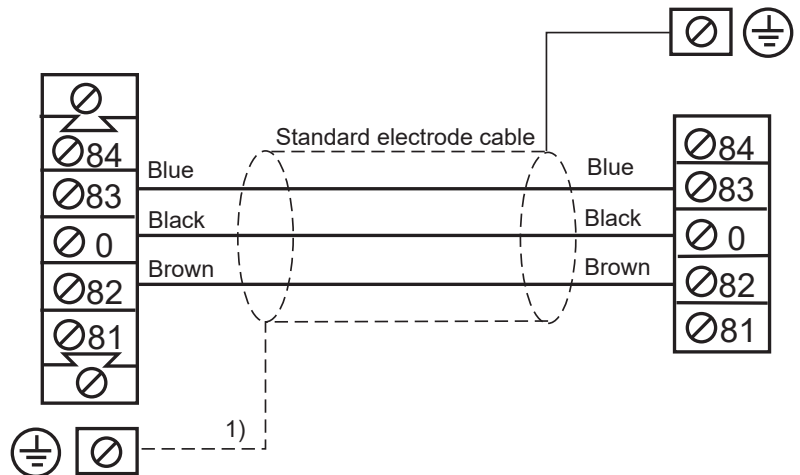 Standard electrode cable
84
83
0
82
81
Blue
Black
Brown
Blue
Black
Brown
84
83
0
82
81
1)